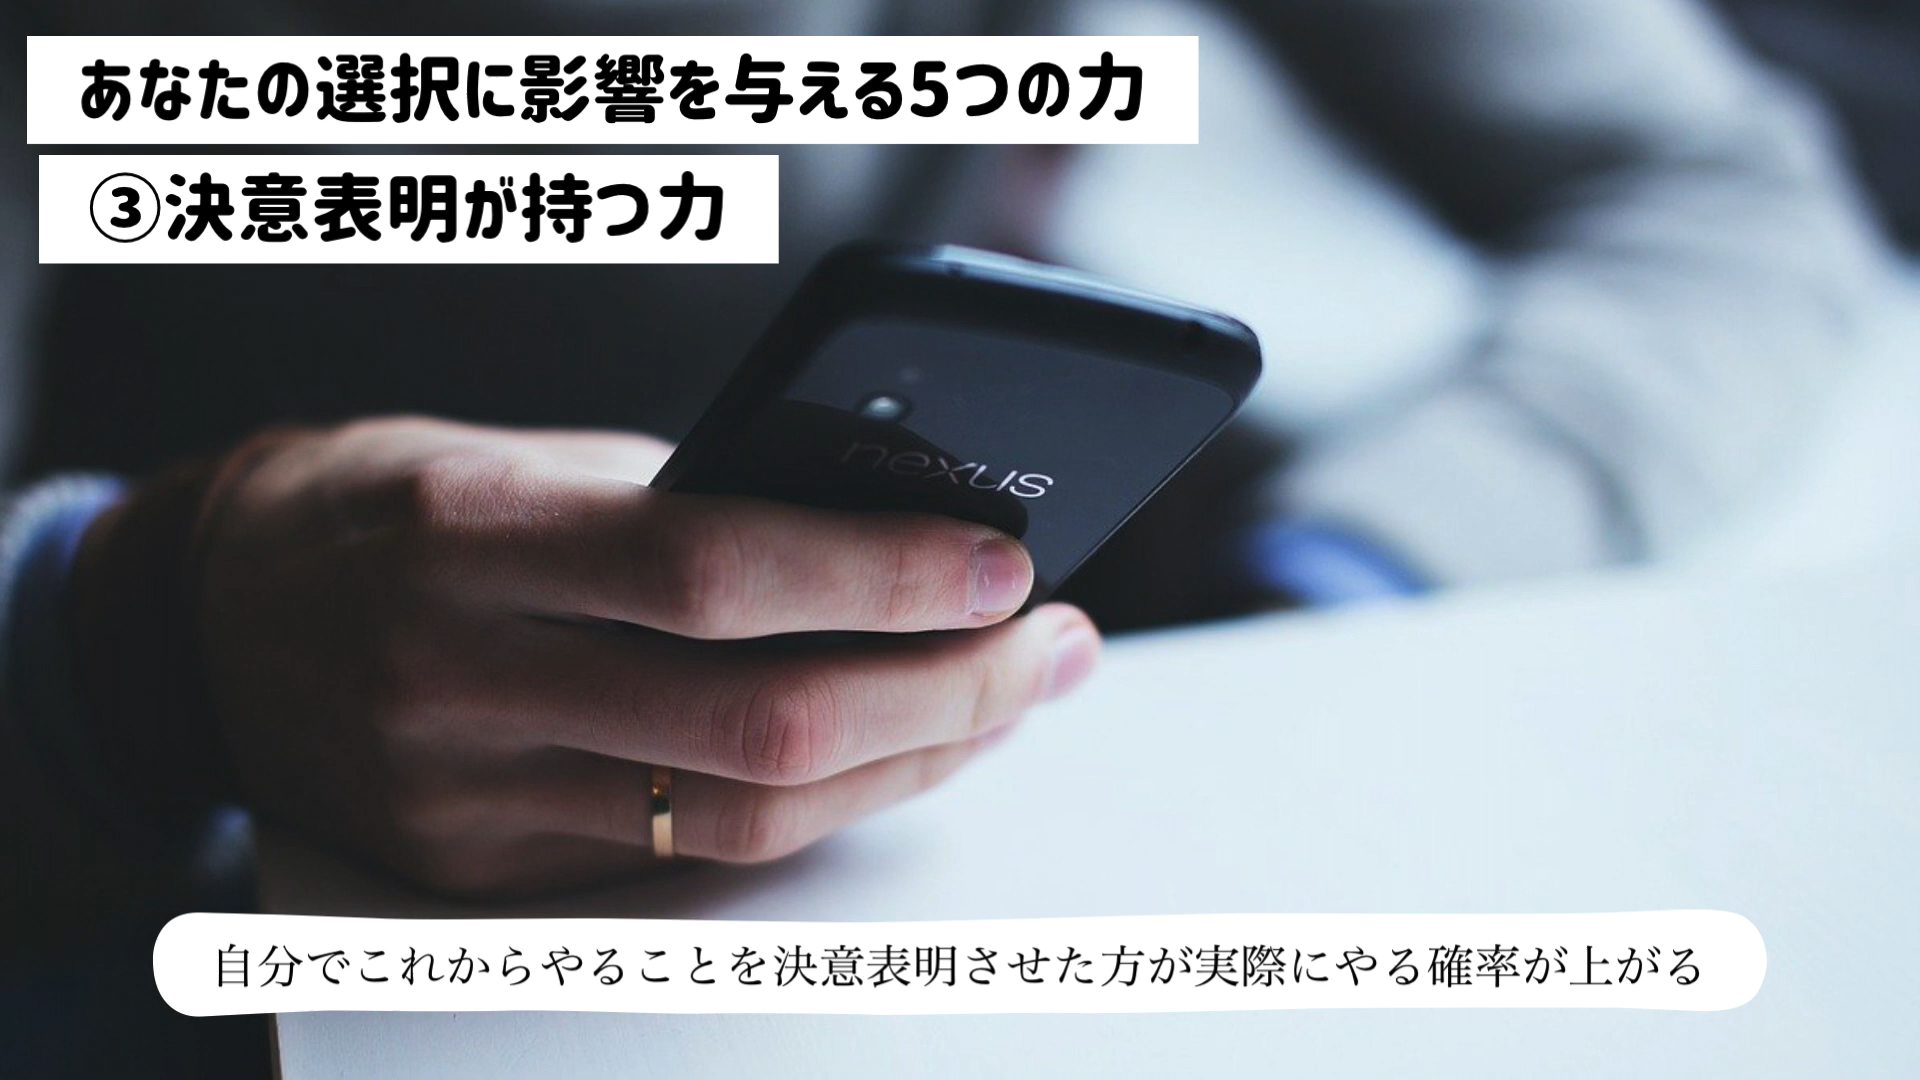 あなたの選択に影響を与える5つの力
③決意表明が持つ力
nexus
自分でこれからやることを決意表明させた方が実際にやる確率が上がる